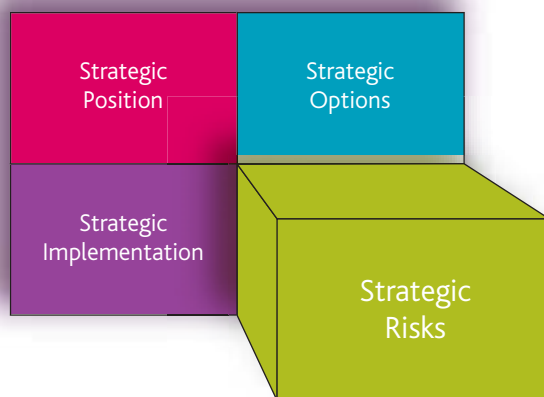 Strategic
Position
Strategic
Options
Strategic
Implementation
Strategic
Risks